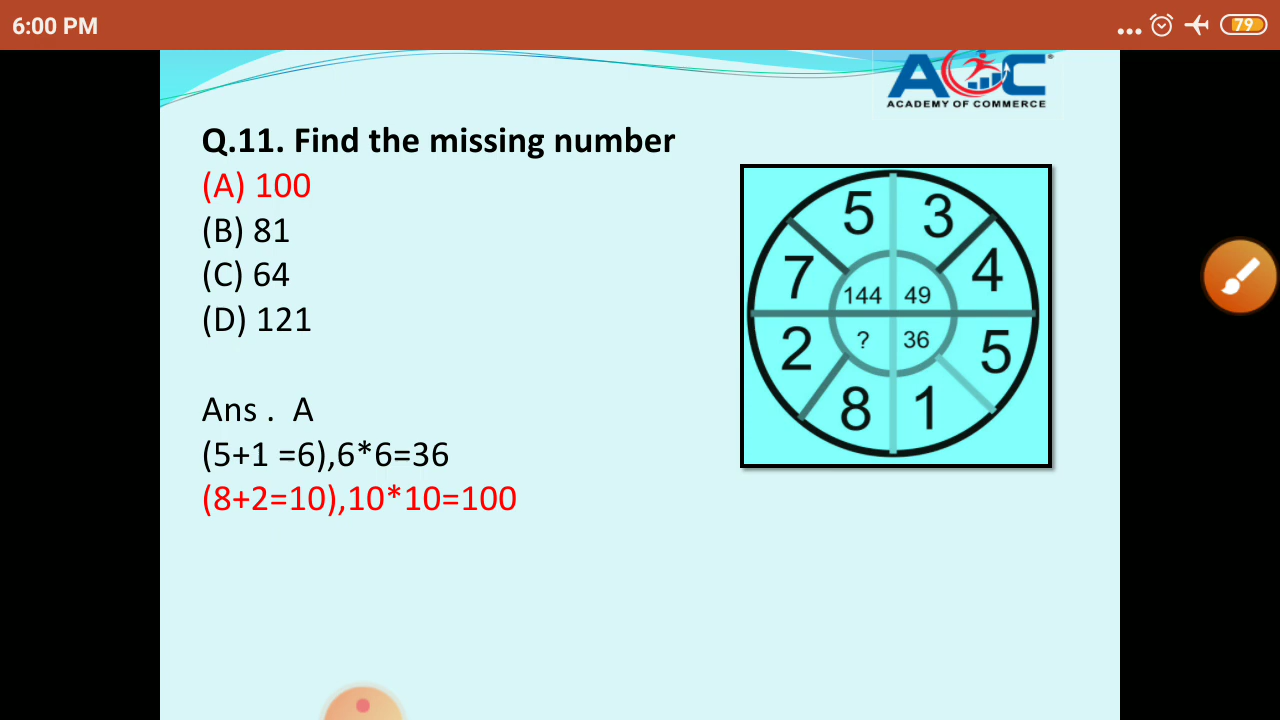 6:00 PM
79
AOC
ACADEMY OF COMMERCE
Q.11. Find the missing number
(A) 100
(B) 81
(C) 64
(D) 121
5 3
7 4
144 49
? 36
2 5
8 1
Ans . A
(5+1 =6),6*6=36
(8+2=10),10*10=100